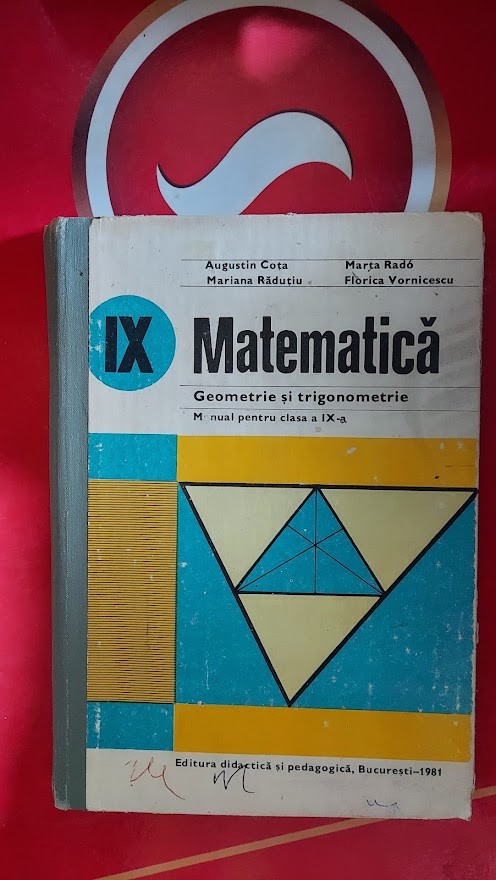 Augustin Coța Marta Radó
Mariana Răduțiu Florica Vornicescu
IX Matematică
Geometrie și trigonometrie
M nual pentru clasa a IX-a
Editura didactică și pedagogică, București–1981